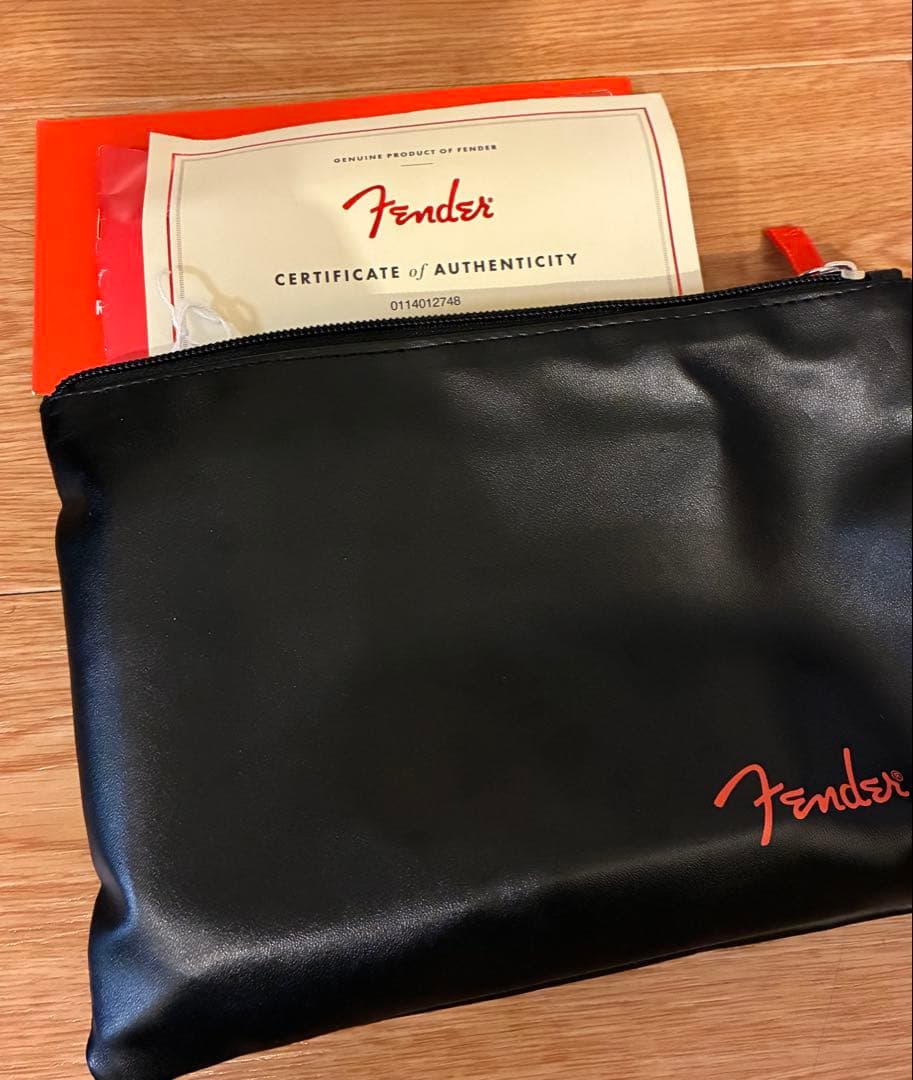 GENUINE PRODUCT OF FENDER
Fender
CERTIFICATE of AUTHENTICITY
0114012748
R
Fender®